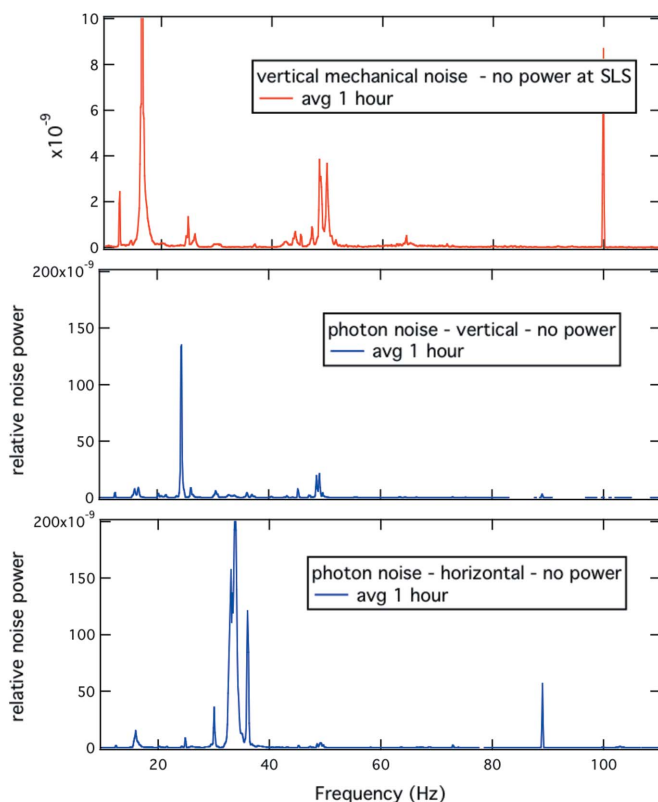 10
8
6
4
2
0
x10-9
vertical mechanical noise - no power at SLS
avg 1 hour
200x10-9
150
100
50
0
relative noise power
photon noise - vertical - no power
avg 1 hour
200x10-9
150
100
50
0
relative noise power
photon noise - horizontal - no power
avg 1 hour
20
40
60
80
100
Frequency (Hz)